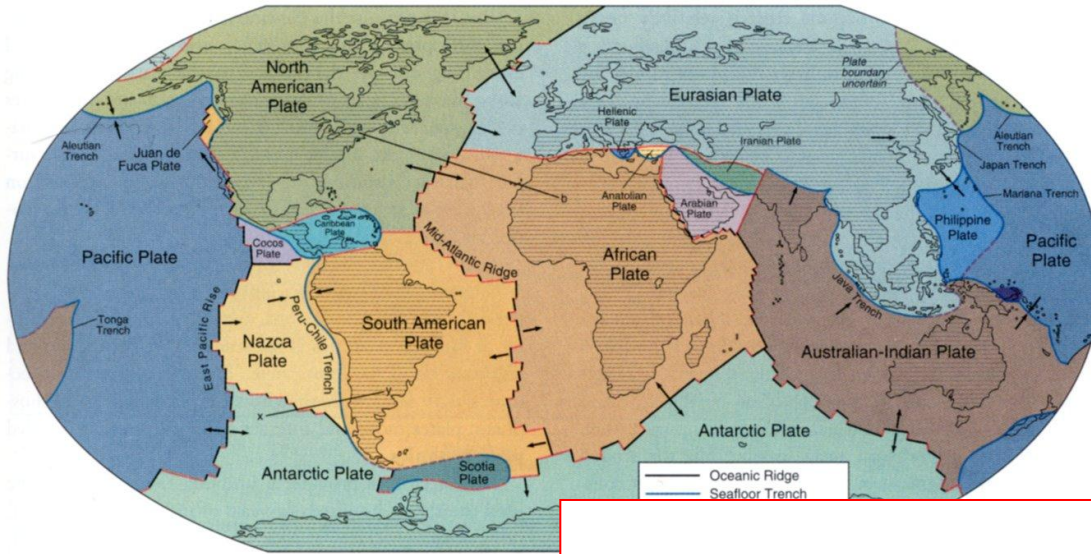 North
American
Plate
Aleutian
Trench
Juan de
Fuca Plate
Pacific Plate
Tonga
Trench
East Pacific Rise
Cocos
Plate
Caribbean
Plate
Nazca
Plate
Peru-Chile Trench
South American
Plate
x
y
Antarctic Plate
Scotia
Plate
Mid-Atlantic Ridge
a
b
African
Plate
Hellenic
Plate
Anatolian
Plate
Arabian
Plate
Iranian Plate
Eurasian Plate
Plate
boundary
uncertain
Aleutian
Trench
Japan Trench
Mariana Trench
Philippine
Plate
Pacific
Plate
Java Trench
Australian-Indian Plate
Antarctic Plate
Oceanic Ridge
Seafloor Trench